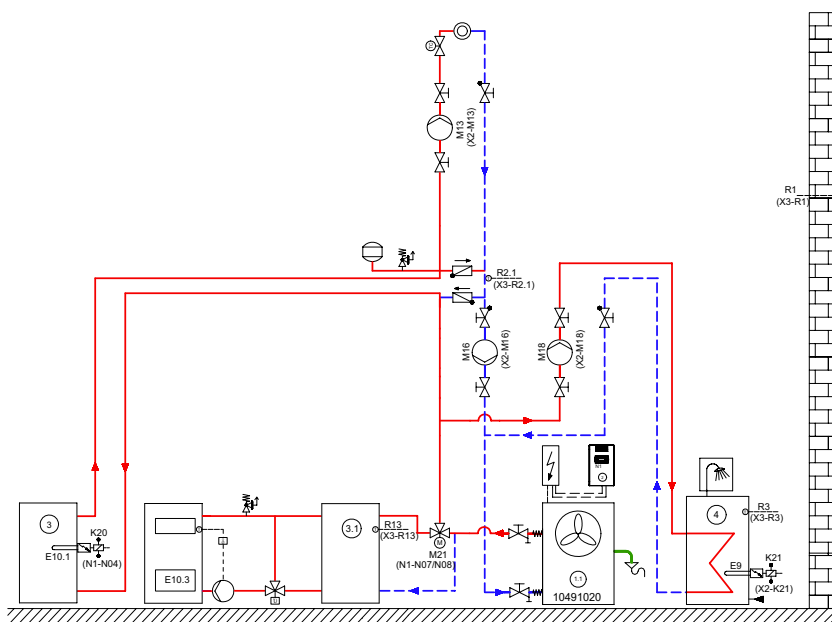 TC
M13
(X2-M13)
R1
(X3-R1)
R2.1
(X3-R2.1)
M16
(X2-M16)
M18
(X2-M18)
N1
3
K20
E10.1
(N1-N04)
E10.3
3.1
R13
(X3-R13)
M
M21
(N1-N07/N08)
1.1
10491020
4
R3
(X3-R3)
E9
K21
(X2-K21)